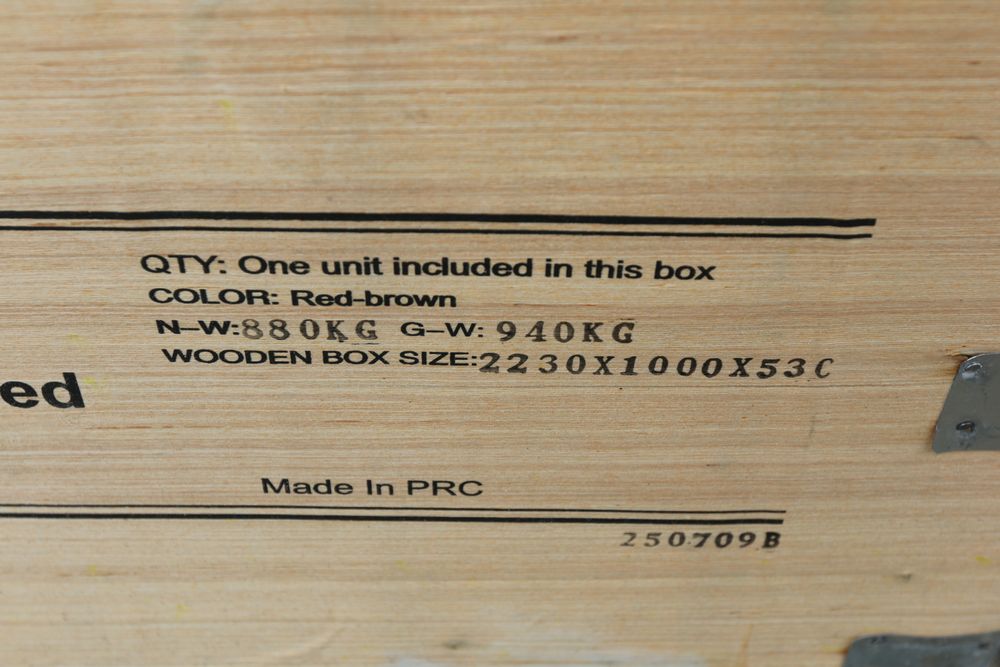 QTY: One unit included in this box
COLOR: Red-brown
N-W:880KG G-W: 940KG
WOODEN BOX SIZE:2230X1000X53C
ed
Made In PRC
250709B